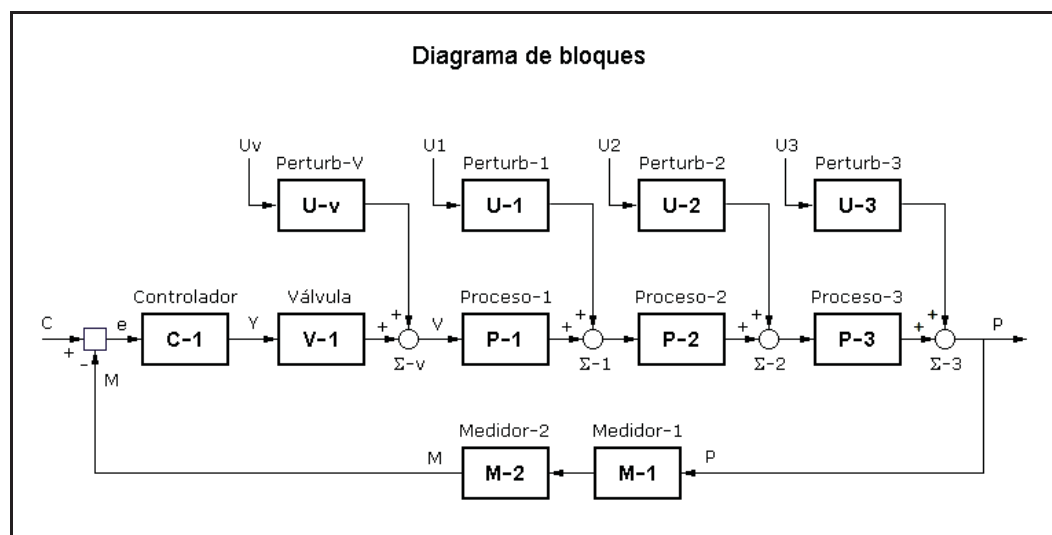 Diagrama de bloques
Uv
Perturb-V
U1
Perturb-1
U2
Perturb-2
U3
Perturb-3
U-v
U-1
U-2
U-3
Controlador
Válvula
Proceso-1
Proceso-2
Proceso-3
+
+
+
+
C
e
Y
+
V
+
+
+
P
C-1
V-1
P-1
P-2
P-3
+
-
M
Σ-v
Σ-1
Σ-2
Σ-3
Medidor-2
Medidor-1
M
P
M-2
M-1